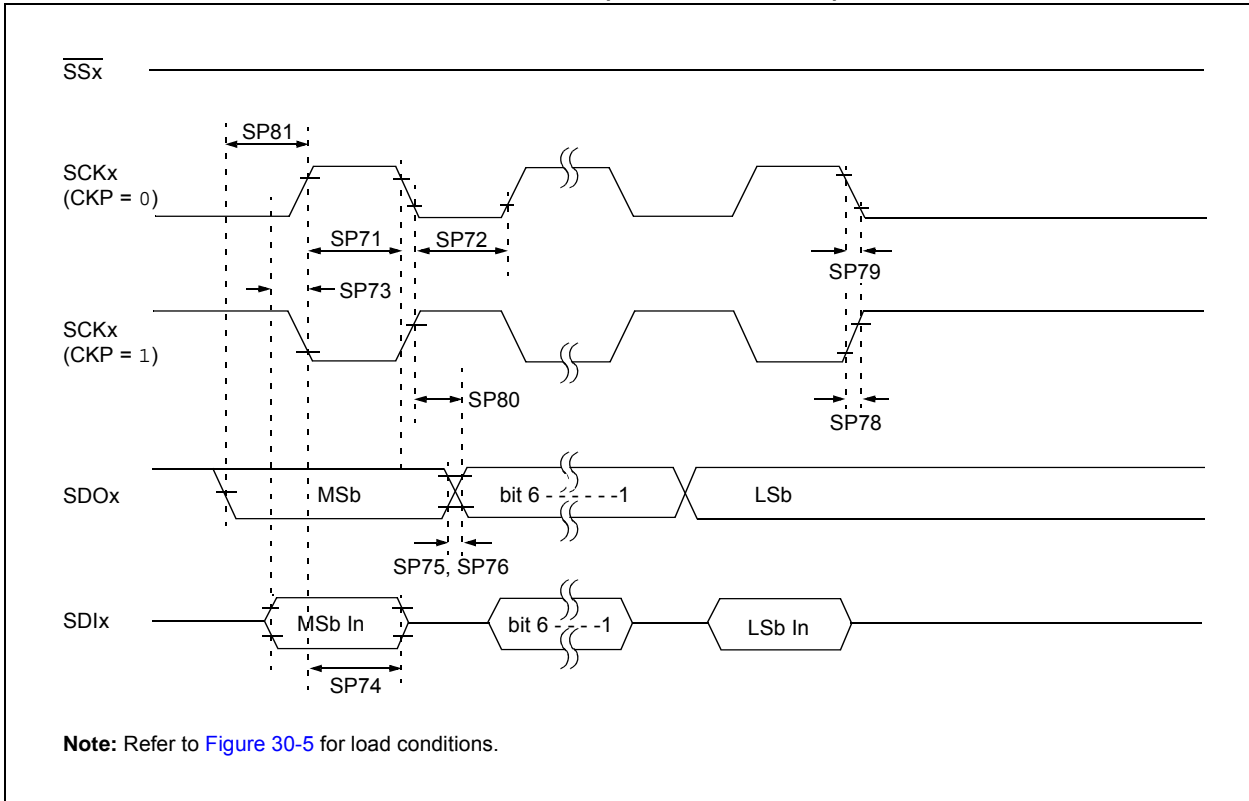 SSx
SP81
SCKx
(CKP = 0)
SP71
SP72
SP79
SP73
SCKx
(CKP = 1)
SP80
SP78
SDOx
MSb
bit 6 - - - - - -1
LSb
SP75, SP76
SDIx
MSb In
bit 6 - - - -1
LSb In
SP74
Note: Refer to Figure 30-5 for load conditions.